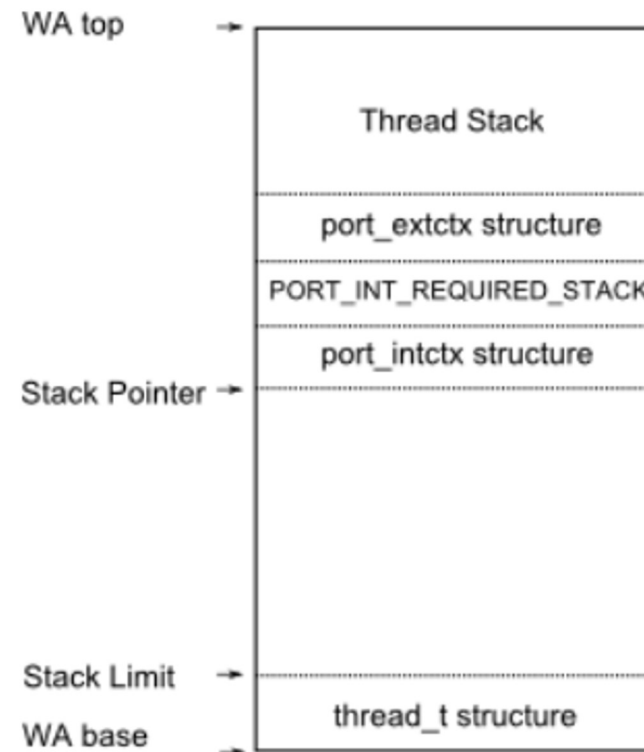 WA top
Thread Stack
port_extctx structure
PORT_INT_REQUIRED_STACK
port_intctx structure
Stack Pointer
Stack Limit
thread_t structure
WA base